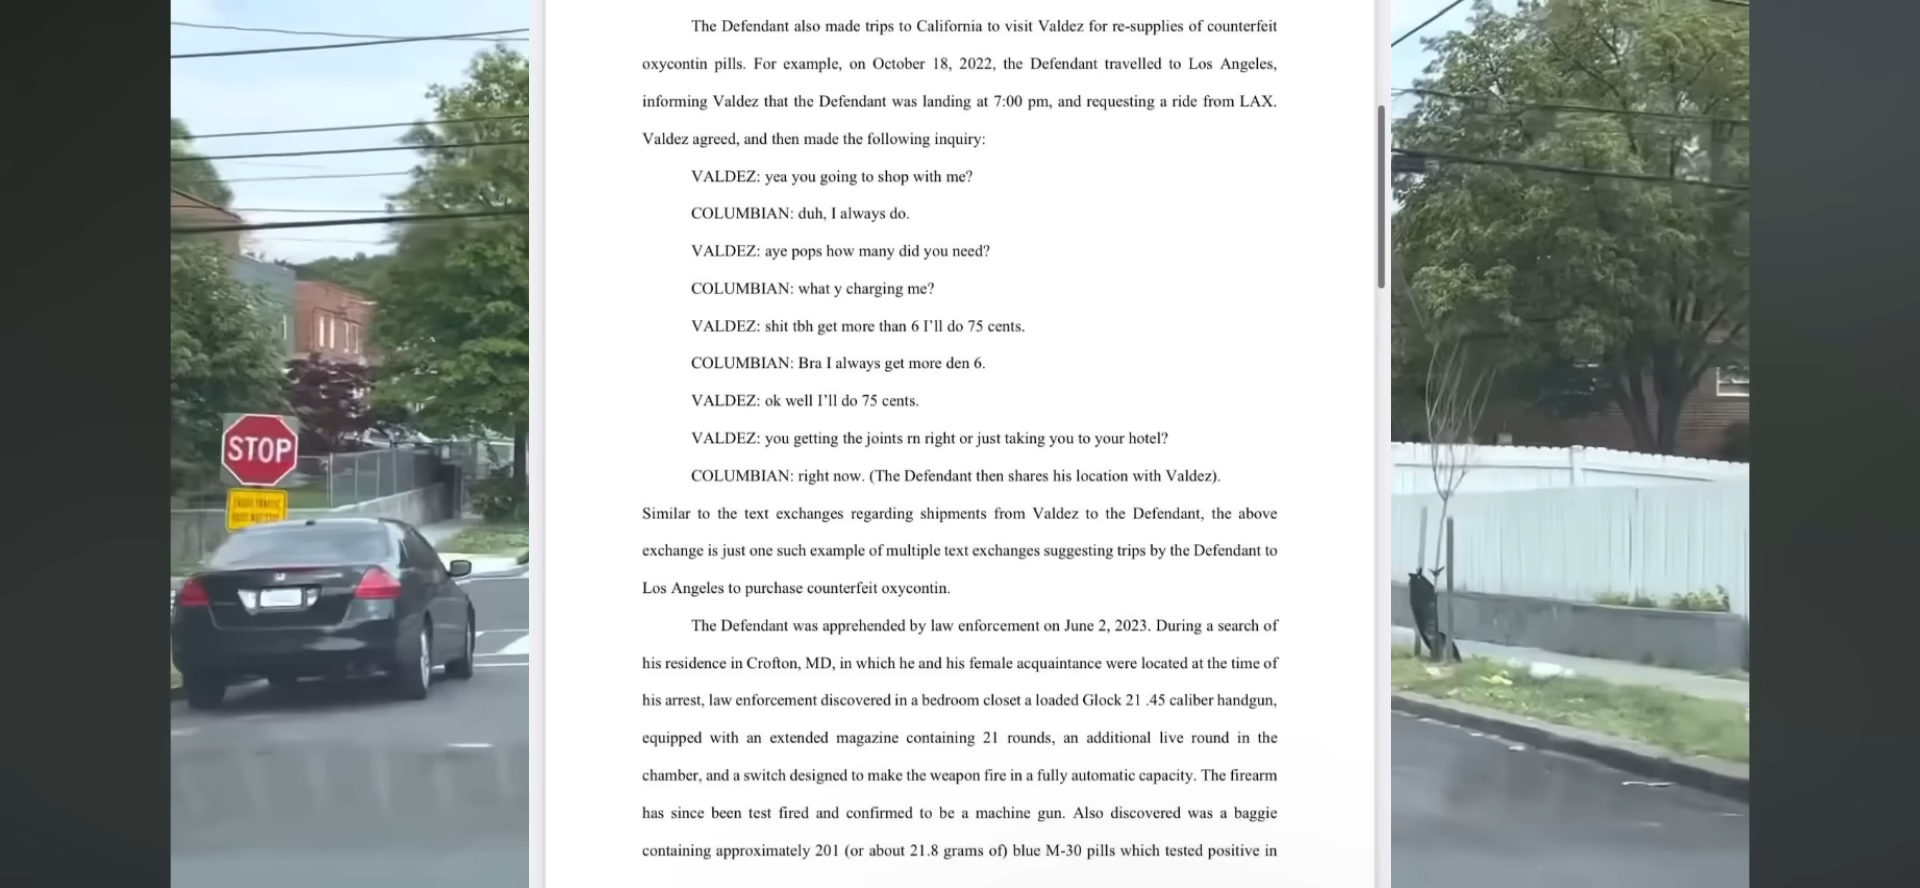 The Defendant also made trips to California to visit Valdez for re-supplies of counterfeit
oxycontin pills. For example, on October 18, 2022, the Defendant travelled to Los Angeles,
informing Valdez that the Defendant was landing at 7:00 pm, and requesting a ride from LAX.
Valdez agreed, and then made the following inquiry:
VALDEZ: yea you going to shop with me?
COLUMBIAN: duh, I always do.
VALDEZ: aye pops how many did you need?
COLUMBIAN: what y charging me?
VALDEZ: shit tbh get more than 6 I'll do 75 cents.
COLUMBIAN: Bra I always get more den 6.
VALDEZ: ok well I'll do 75 cents.
VALDEZ: you getting the joints rn right or just taking you to your hotel?
COLUMBIAN: right now. (The Defendant then shares his location with Valdez).
Similar to the text exchanges regarding shipments from Valdez to the Defendant, the above
exchange is just one such example of multiple text exchanges suggesting trips by the Defendant to
Los Angeles to purchase counterfeit oxycontin.
The Defendant was apprehended by law enforcement on June 2, 2023. During a search of
his residence in Crofton, MD, in which he and his female acquaintance were located at the time of
his arrest, law enforcement discovered in a bedroom closet a loaded Glock 21 .45 caliber handgun,
equipped with an extended magazine containing 21 rounds, an additional live round in the
chamber, and a switch designed to make the weapon fire in a fully automatic capacity. The firearm
has since been test fired and confirmed to be a machine gun. Also discovered was a baggie
containing approximately 201 (or about 21.8 grams of) blue M-30 pills which tested positive in
STOP